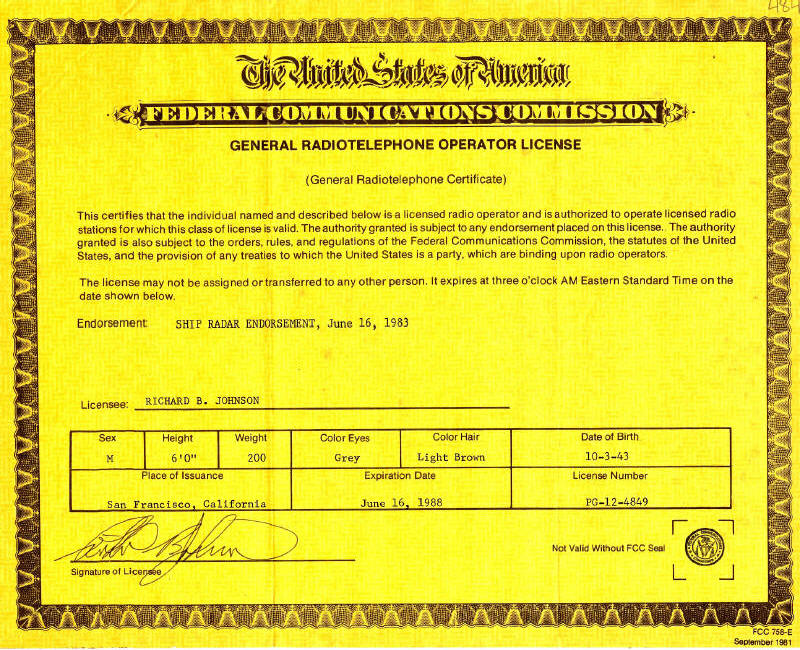 484
The United States of America
FEDERAL COMMUNICATIONS COMMISSION
GENERAL RADIOTELEPHONE OPERATOR LICENSE
(General Radiotelephone Certificate)
This certifies that the individual named and described below is a licensed radio operator and is authorized to operate licensed radio
stations for which this class of license is valid. The authority granted is subject to any endorsement placed on this license. The authority
granted is also subject to the orders, rules, and regulations of the Federal Communications Commission, the statutes of the United
States, and the provision of any treaties to which the United States is a party, which are binding upon radio operators.
The license may not be assigned or transferred to any other person. It expires at three o'clock AM Eastern Standard Time on the
date shown below.
Endorsement: SHIP RADAR ENDORSEMENT, June 16, 1983
Licensee: RICHARD B. JOHNSON
Sex Height Weight Color Eyes Color Hair Date of Birth
M 6'0" 200 Grey Light Brown 10-3-43
Place of Issuance Expiration Date License Number
San Francisco, California June 16, 1988 PG-12-4849
Not Valid Without FCC Seal
Signature of Licensee
FCC 758-E
September 1981